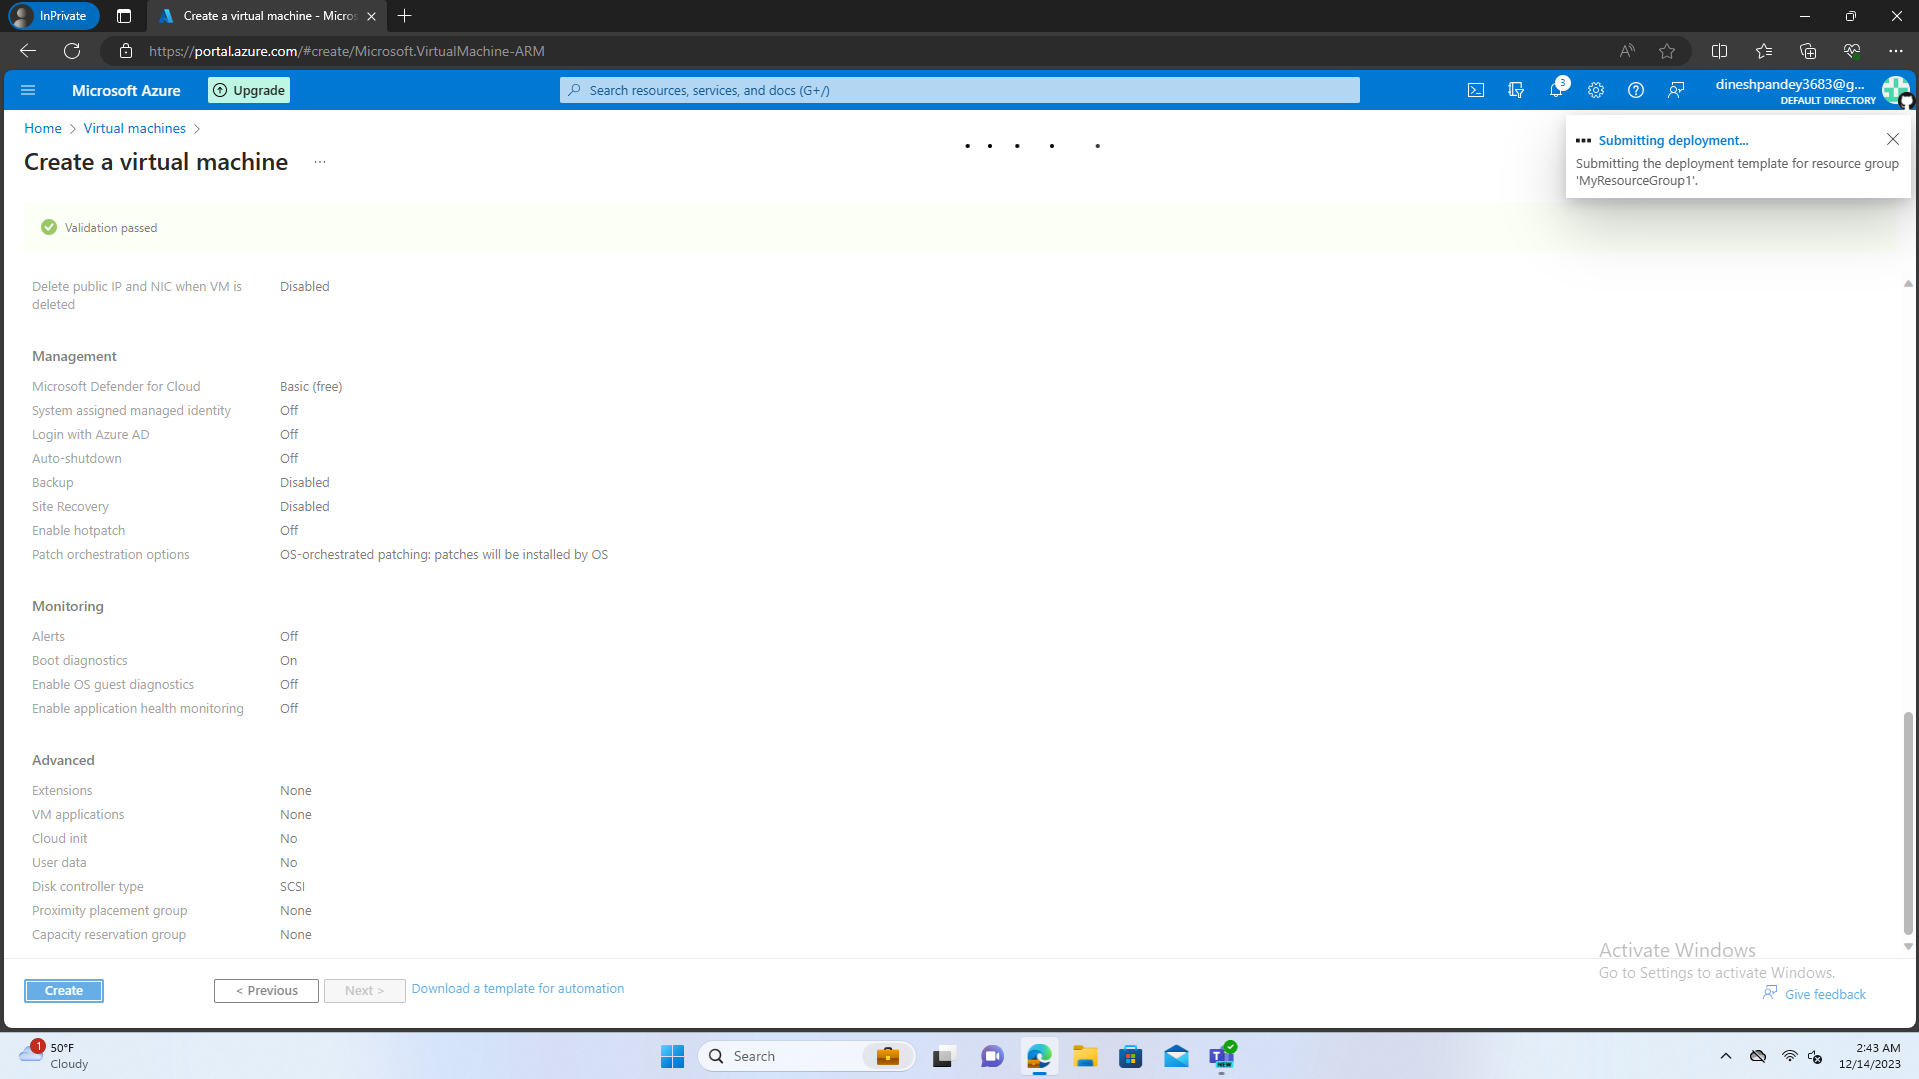 InPrivate
Create a virtual machine - Micros
https://portal.azure.com/#create/Microsoft.VirtualMachine-ARM
Microsoft Azure
Upgrade
Search resources, services, and docs (G+/)
3
dineshpandey3683@g...
DEFAULT DIRECTORY
Home > Virtual machines >
Create a virtual machine ...
Submitting deployment...
Submitting the deployment template for resource group
'MyResourceGroup1'.
Validation passed
Delete public IP and NIC when VM is Disabled
deleted
Management
Microsoft Defender for Cloud Basic (free)
System assigned managed identity Off
Login with Azure AD Off
Auto-shutdown Off
Backup Disabled
Site Recovery Disabled
Enable hotpatch Off
Patch orchestration options OS-orchestrated patching: patches will be installed by OS
Monitoring
Alerts Off
Boot diagnostics On
Enable OS guest diagnostics Off
Enable application health monitoring Off
Advanced
Extensions None
VM applications None
Cloud init No
User data No
Disk controller type SCSI
Proximity placement group None
Capacity reservation group None
Activate Windows
Go to Settings to activate Windows.
Create
< Previous
Next >
Download a template for automation
Give feedback
1
50°F
Cloudy
Search
NEW
2:43 AM
12/14/2023